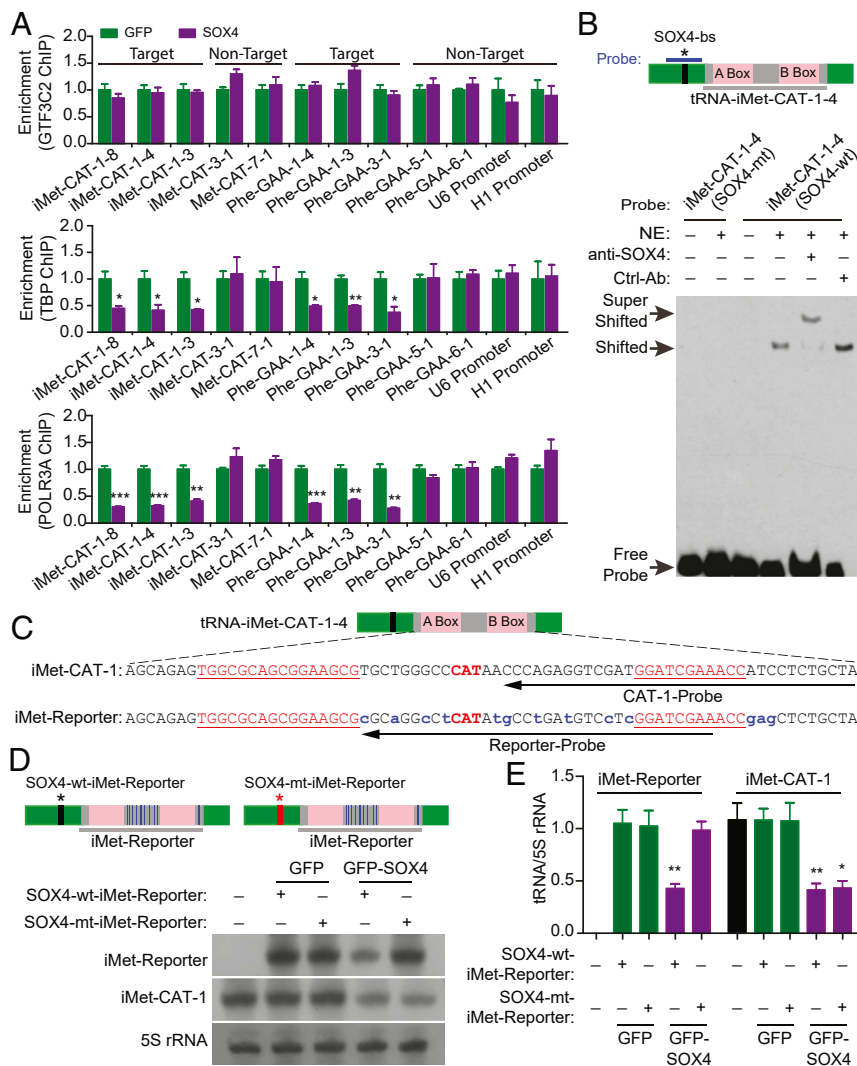 A
GFP SOX4
Target Non-Target Target Non-Target
Enrichment
(GTF3C2 ChIP)
1.5
1.0
0.5
0.0
iMet-CAT-1-8
iMet-CAT-1-4
iMet-CAT-1-3
iMet-CAT-3-1
Met-CAT-7-1
Phe-GAA-1-4
Phe-GAA-1-3
Phe-GAA-3-1
Phe-GAA-5-1
Phe-GAA-6-1
U6 Promoter
H1 Promoter
Enrichment
(TBP ChIP)
2.0
1.5
1.0
0.5
0.0
* * * * ** *
iMet-CAT-1-8
iMet-CAT-1-4
iMet-CAT-1-3
iMet-CAT-3-1
Met-CAT-7-1
Phe-GAA-1-4
Phe-GAA-1-3
Phe-GAA-3-1
Phe-GAA-5-1
Phe-GAA-6-1
U6 Promoter
H1 Promoter
Enrichment
(POLR3A ChIP)
2.0
1.5
1.0
0.5
0.0
*** *** ** *** ** **
iMet-CAT-1-8
iMet-CAT-1-4
iMet-CAT-1-3
iMet-CAT-3-1
Met-CAT-7-1
Phe-GAA-1-4
Phe-GAA-1-3
Phe-GAA-3-1
Phe-GAA-5-1
Phe-GAA-6-1
U6 Promoter
H1 Promoter
B
SOX4-bs
Probe: *
A Box B Box
tRNA-iMet-CAT-1-4
Probe:
iMet-CAT-1-4
(SOX4-mt)
iMet-CAT-1-4
(SOX4-wt)
NE: – + – + + +
anti-SOX4: – – – – + –
Ctrl-Ab: – – – – – +
Super
Shifted
Shifted
Free
Probe
C
tRNA-iMet-CAT-1-4 A Box B Box
iMet-CAT-1: AGCAGAGTGGCGCAGCGGAAGCGTGCTGGGCCCATAACCCAGAGGTCGATGGATCGAAACCATCCTCTGCTA
CAT-1-Probe
iMet-Reporter: AGCAGAGTGGCGCAGCGGAAGCGcGCAgGCctCATAtgCCtGAtGTCctcGGATCGAAACCgagCTCTGCTA
Reporter-Probe
D
SOX4-wt-iMet-Reporter SOX4-mt-iMet-Reporter
* *
iMet-Reporter iMet-Reporter
GFP GFP-SOX4
SOX4-wt-iMet-Reporter: – + – + –
SOX4-mt-iMet-Reporter: – – + – +
iMet-Reporter
iMet-CAT-1
5S rRNA
E
iMet-Reporter iMet-CAT-1
tRNA/5S rRNA
1.5
1.0
0.5
0
** ** *
SOX4-wt-
iMet-Reporter: – + – + – – + – + –
SOX4-mt-
iMet-Reporter: – – + – + – – + – +
GFP GFP-
SOX4
GFP GFP-
SOX4